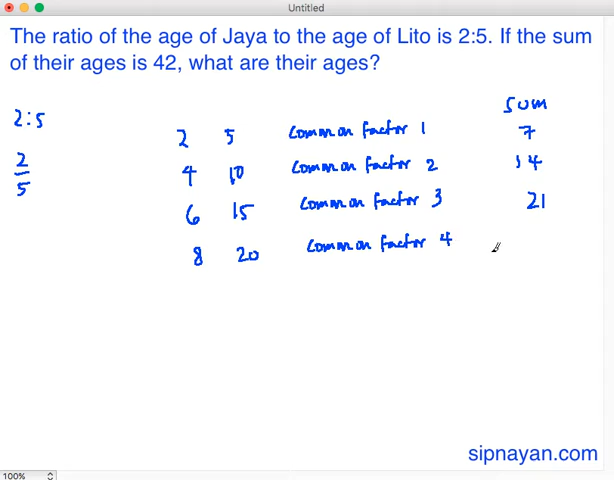 Untitled
The ratio of the age of Jaya to the age of Lito is 2:5. If the sum
of their ages is 42, what are their ages?
sum
2:5
2 5 common factor 1 7
2/5
4 10 common factor 2 14
6 15 common factor 3 21
8 20 common factor 4
sipnayan.com
100%